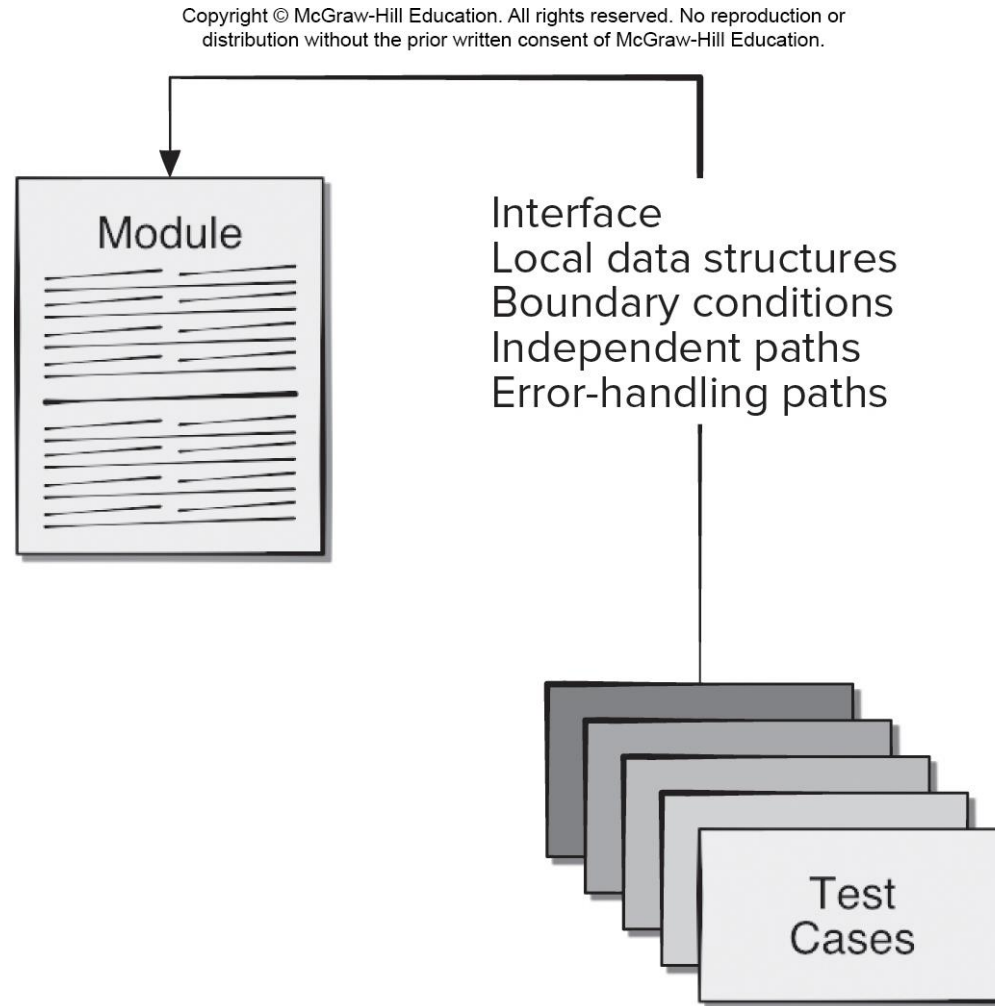 Copyright © McGraw-Hill Education. All rights reserved. No reproduction or
distribution without the prior written consent of McGraw-Hill Education.
Module
Interface
Local data structures
Boundary conditions
Independent paths
Error-handling paths
Test
Cases